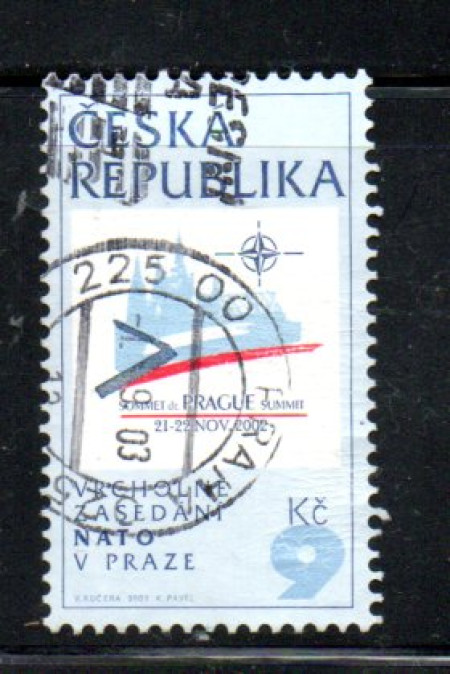 ČESKÁ
REPUBLIKA
225 00
SOMMET de PRAGUE SUMMIT
21-22 NOV. 2002
VRCHOLNÉ
ZASEDÁNÍ
NATO
V PRAZE
Kč
9
V. KUČERA 2002 K. PAVEL